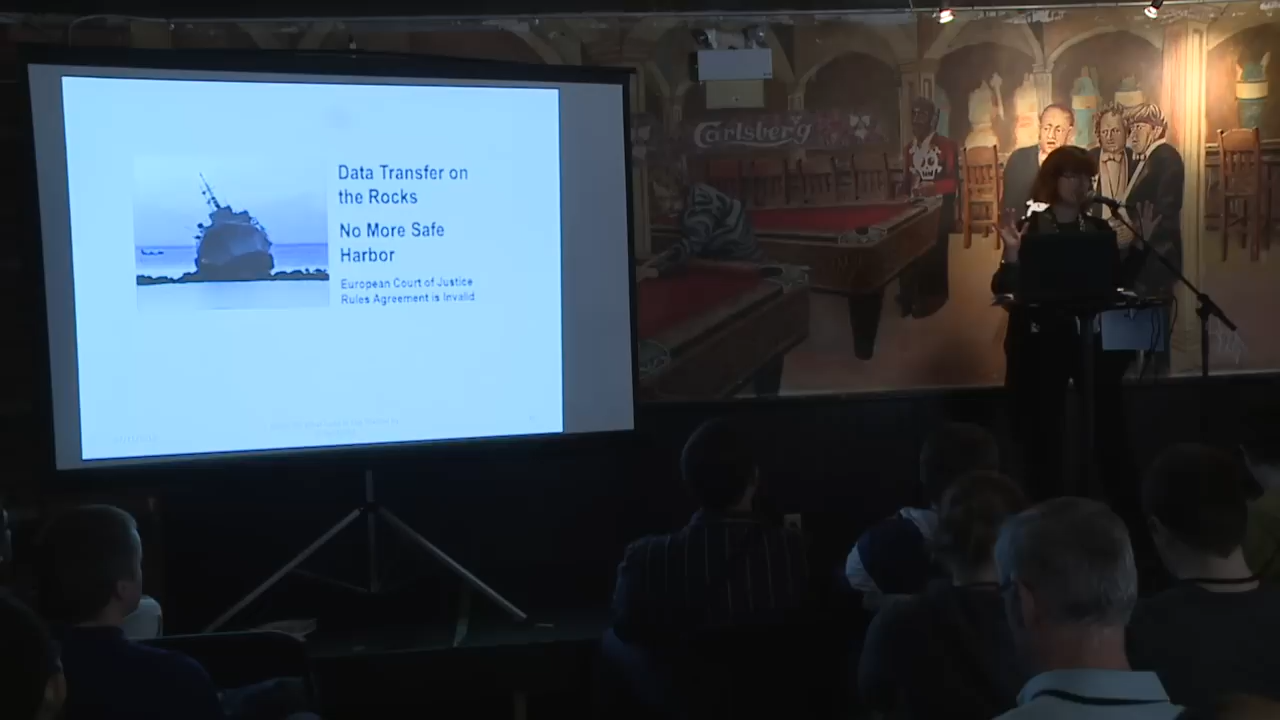 Data Transfer on
the Rocks
No More Safe
Harbor
European Court of Justice
Rules Agreement is Invalid
Carlsberg